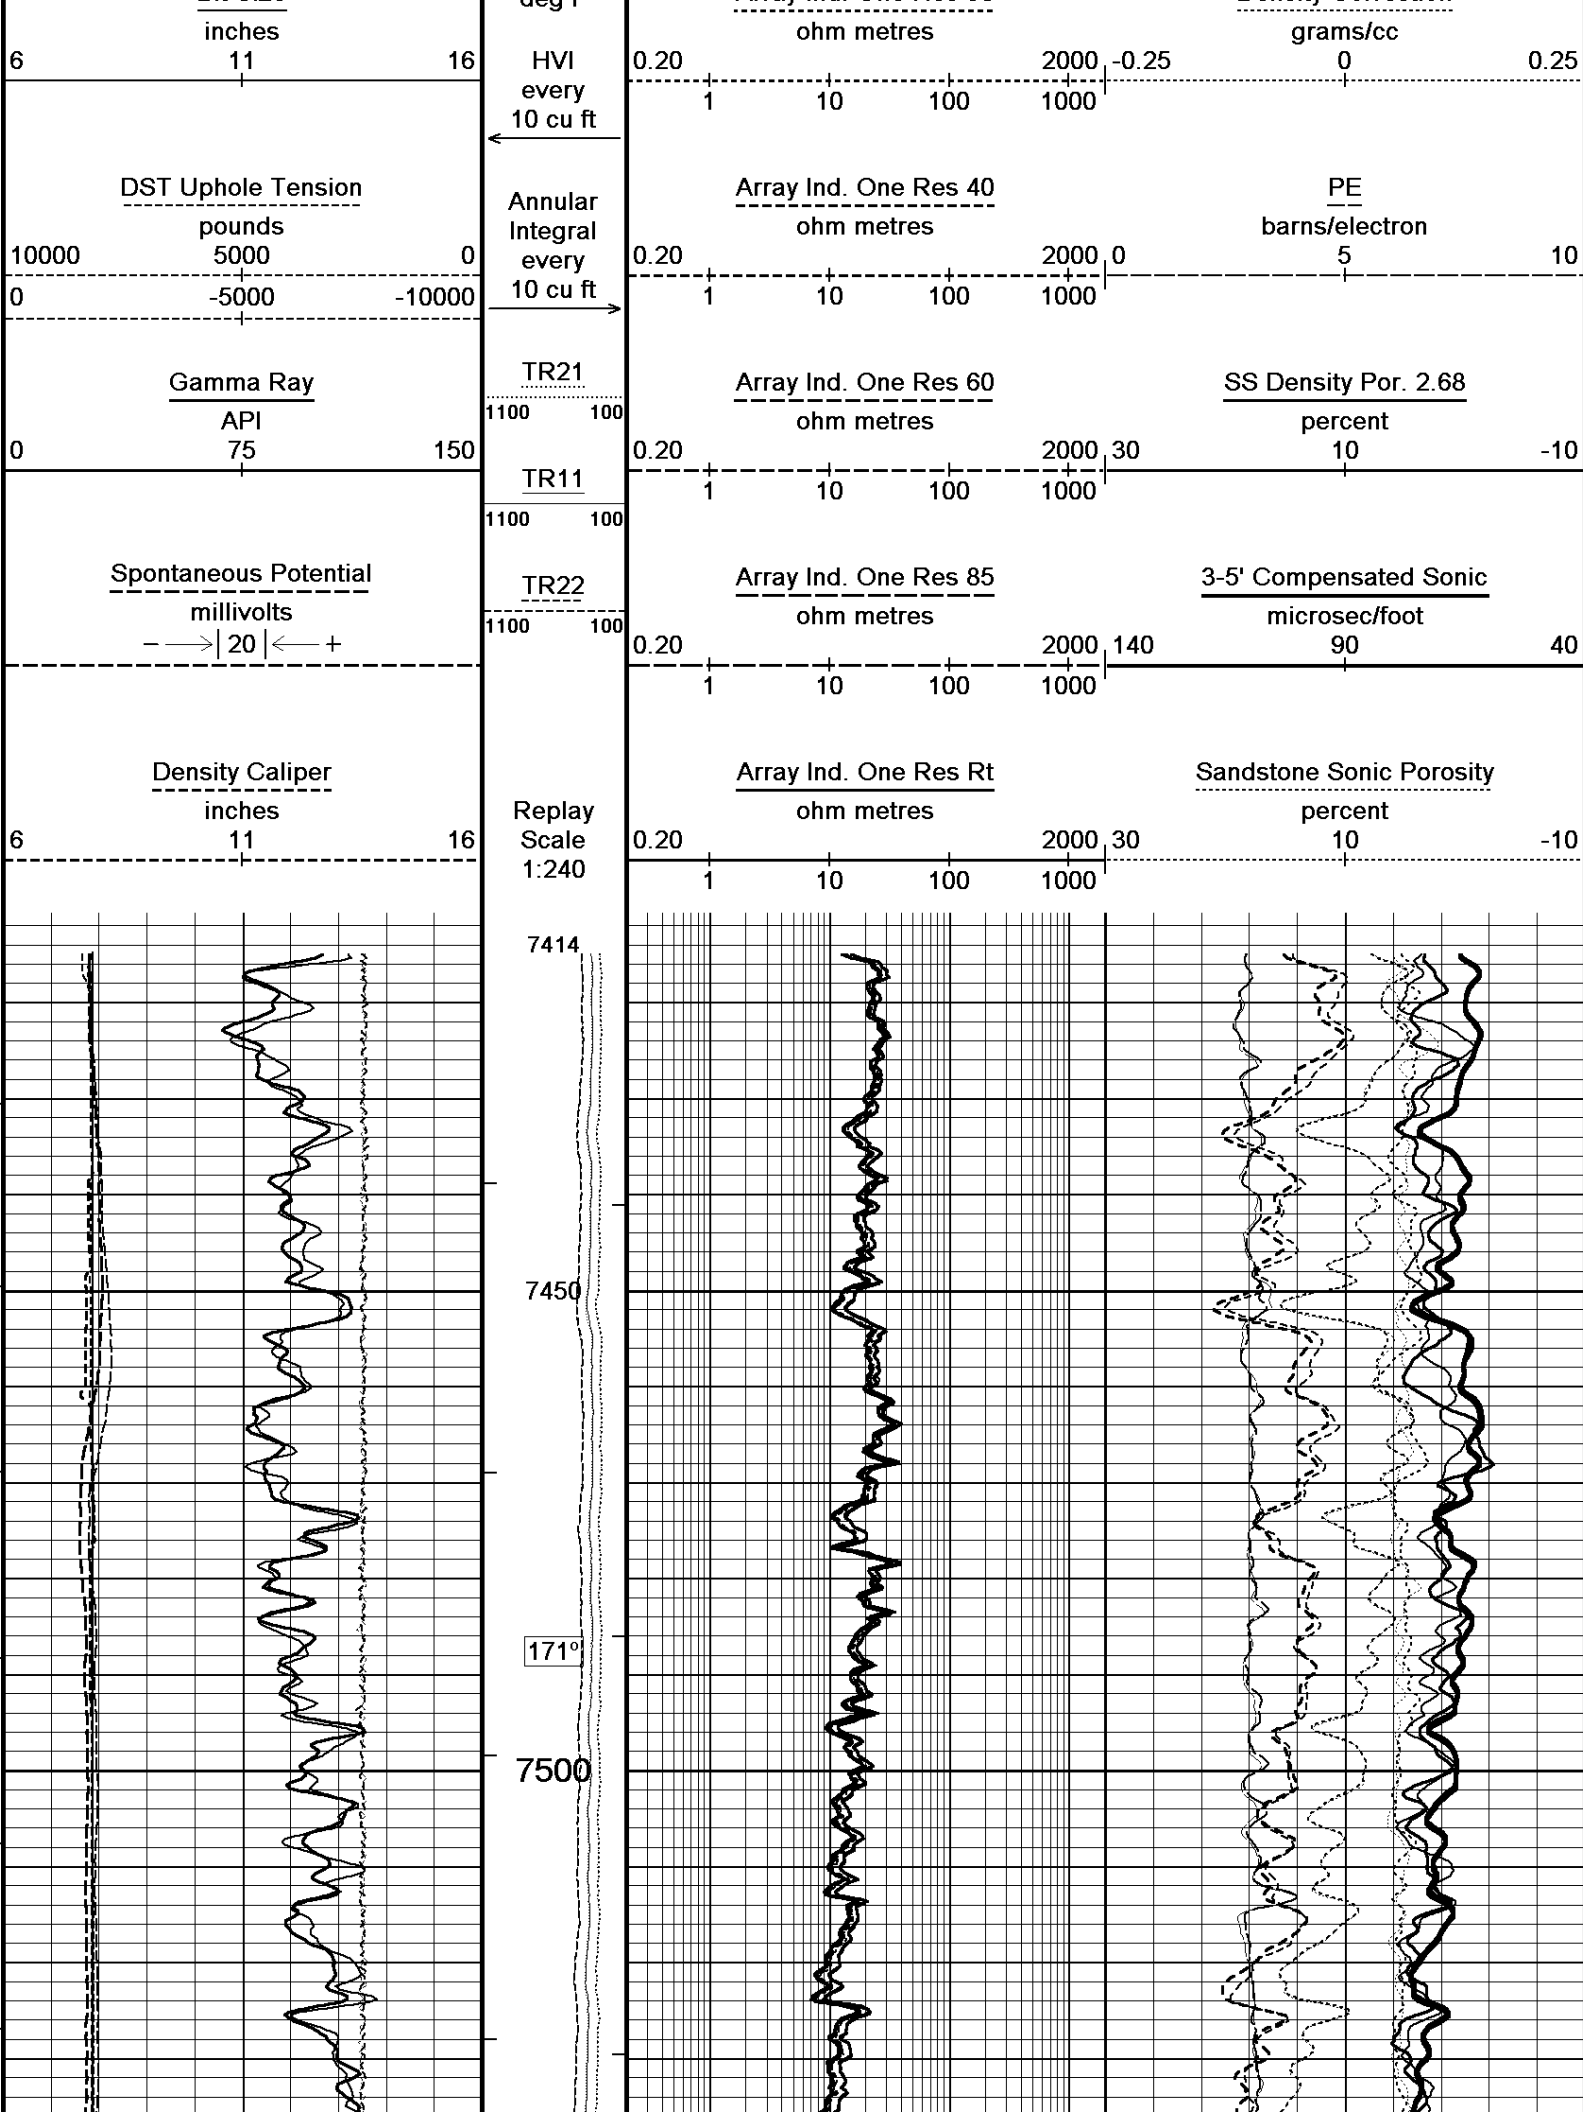 inches
6 11 16
DST Uphole Tension
pounds
10000 5000 0
0 -5000 -10000
Gamma Ray
API
0 75 150
Spontaneous Potential
millivolts
− 20 +
Density Caliper
inches
6 11 16
HVI
every
10 cu ft
Annular
Integral
every
10 cu ft
TR21
1100 100
TR11
1100 100
TR22
1100 100
Replay
Scale
1:240
ohm metres
0.20 2000
1 10 100 1000
Array Ind. One Res 40
ohm metres
0.20 2000
1 10 100 1000
Array Ind. One Res 60
ohm metres
0.20 2000
1 10 100 1000
Array Ind. One Res 85
ohm metres
0.20 2000
1 10 100 1000
Array Ind. One Res Rt
ohm metres
0.20 2000
1 10 100 1000
Density Correction
grams/cc
-0.25 0 0.25
PE
barns/electron
0 5 10
SS Density Por. 2.68
percent
30 10 -10
3-5' Compensated Sonic
microsec/foot
140 90 40
Sandstone Sonic Porosity
percent
30 10 -10
7414
7450
171°
7500